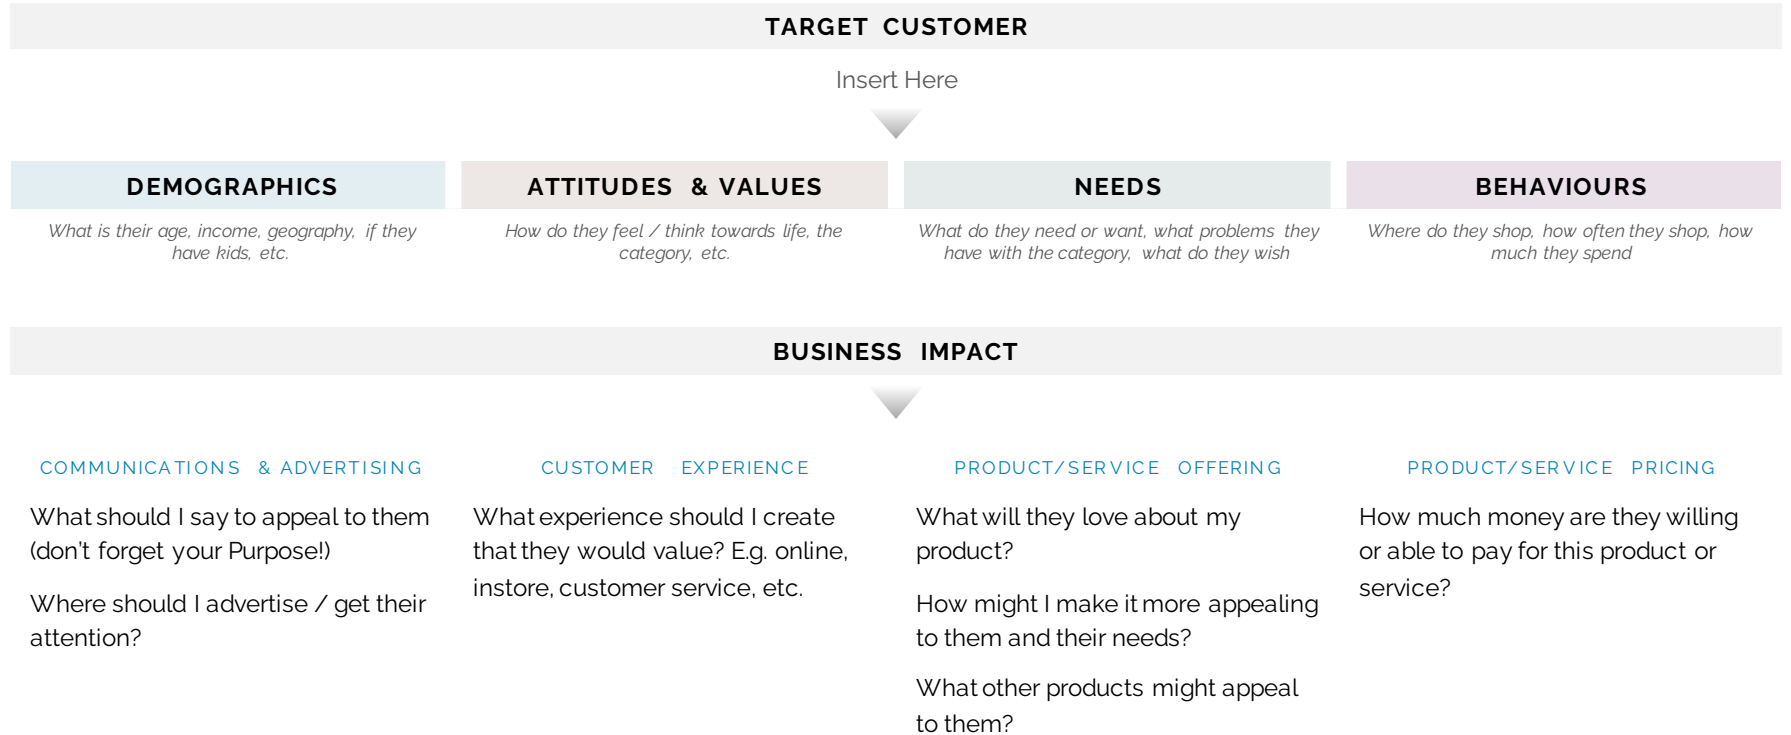 TARGET CUSTOMER
Insert Here
DEMOGRAPHICS
What is their age, income, geography, if they
have kids, etc.
ATTITUDES & VALUES
How do they feel / think towards life, the
category, etc.
NEEDS
What do they need or want, what problems they
have with the category, what do they wish
BEHAVIOURS
Where do they shop, how often they shop, how
much they spend
BUSINESS IMPACT
COMMUNICATIONS & ADVERTISING
What should I say to appeal to them
(don't forget your Purpose!)
Where should I advertise / get their
attention?
CUSTOMER EXPERIENCE
What experience should I create
that they would value? E.g. online,
instore, customer service, etc.
PRODUCT/SERVICE OFFERING
What will they love about my
product?
How might I make it more appealing
to them and their needs?
What other products might appeal
to them?
PRODUCT/SERVICE PRICING
How much money are they willing
or able to pay for this product or
service?